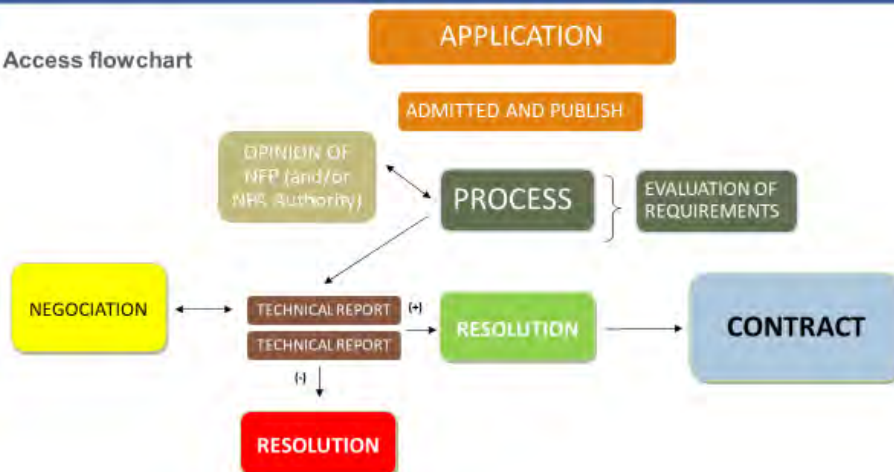 Access flowchart
APPLICATION
ADMITTED AND PUBLISH
OPINION OF
NFP (and/or
NPA Authority)
PROCESS
EVALUATION OF
REQUIREMENTS
NEGOCIATION
TECHNICAL REPORT
(+)
TECHNICAL REPORT
(-)
RESOLUTION
CONTRACT
RESOLUTION